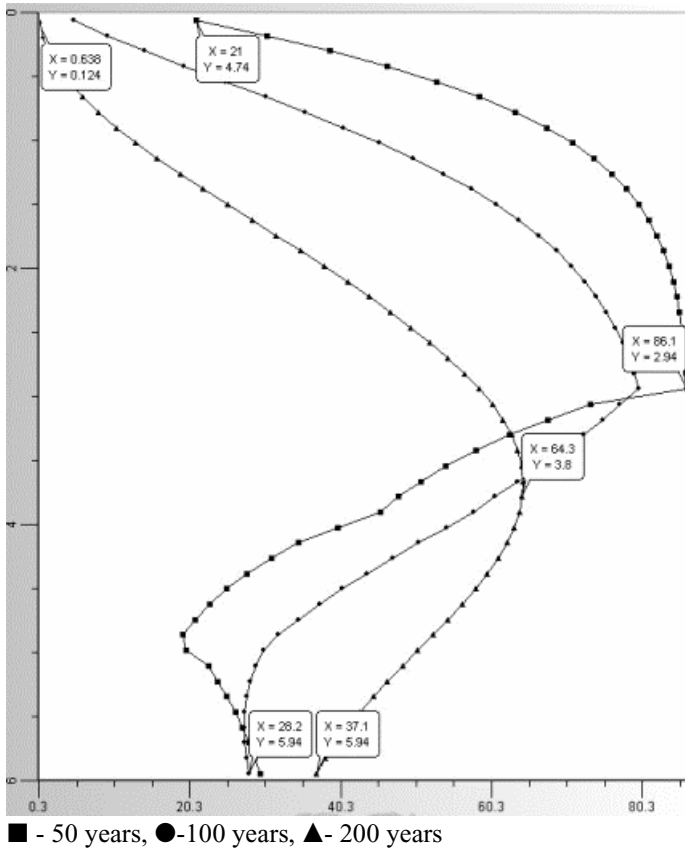 0
X = 0.638
Y = 0.124
X = 21
Y = 4.74
2
X = 86.1
Y = 2.94
X = 64.3
Y = 3.8
4
X = 28.2
Y = 5.94
X = 37.1
Y = 5.94
6
0.3 20.3 40.3 60.3 80.3
■ - 50 years, ●-100 years, ▲- 200 years